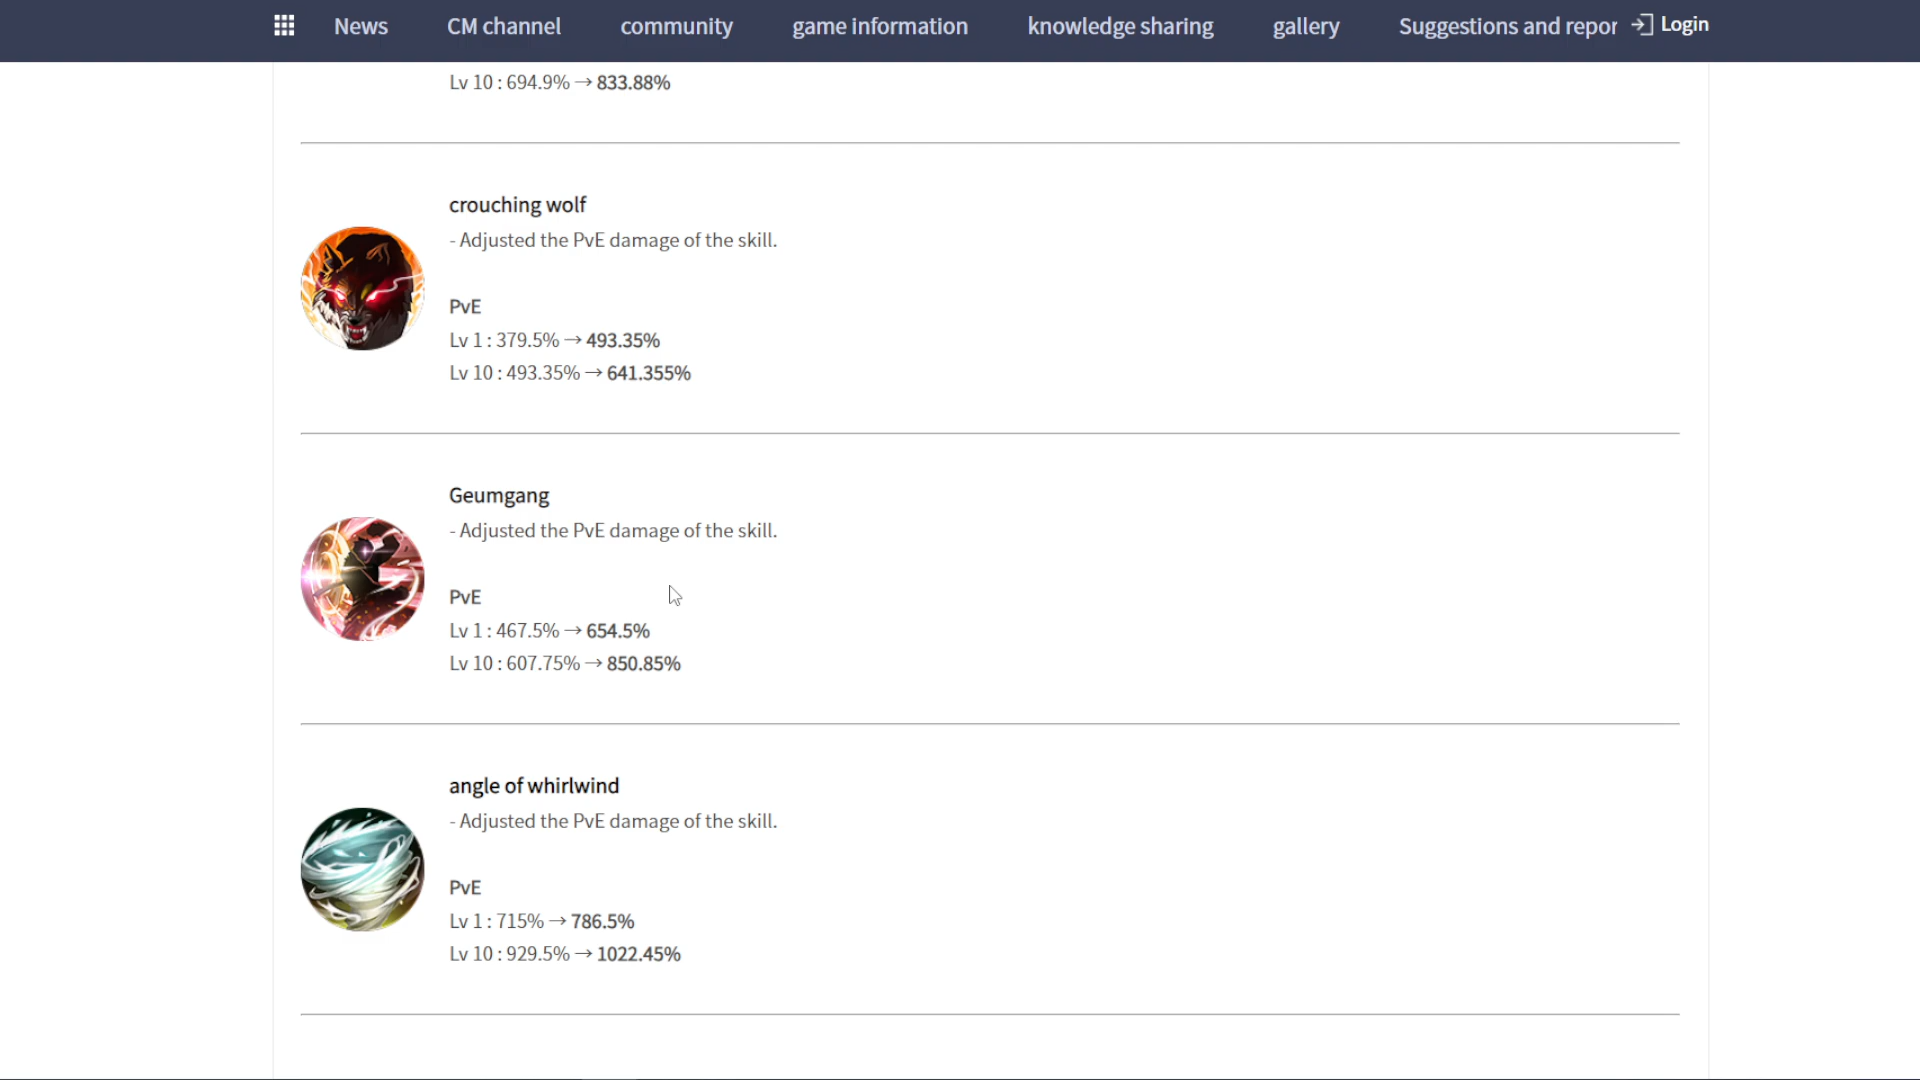 News CM channel community game information knowledge sharing gallery Suggestions and repor Login
Lv 10 : 694.9% → 833.88%
crouching wolf
- Adjusted the PvE damage of the skill.
PvE
Lv 1 : 379.5% → 493.35%
Lv 10 : 493.35% → 641.355%
Geumgang
- Adjusted the PvE damage of the skill.
PvE
Lv 1 : 467.5% → 654.5%
Lv 10 : 607.75% → 850.85%
angle of whirlwind
- Adjusted the PvE damage of the skill.
PvE
Lv 1 : 715% → 786.5%
Lv 10 : 929.5% → 1022.45%